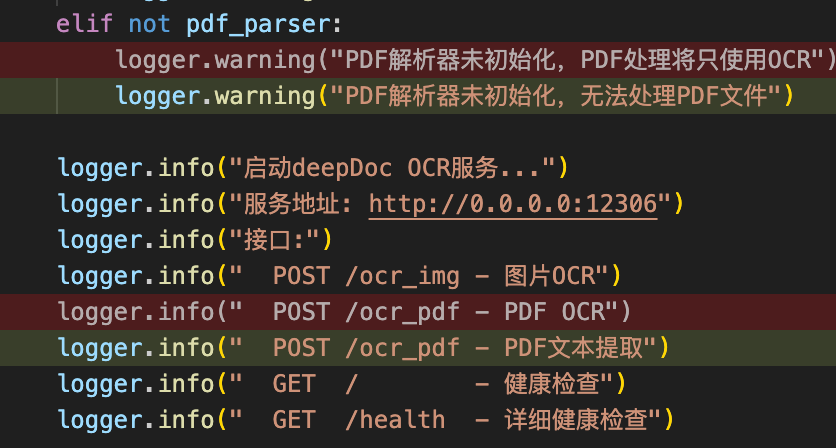 elif not pdf_parser:
logger.warning("PDF解析器未初始化，PDF处理将只使用OCR")
logger.warning("PDF解析器未初始化，无法处理PDF文件")
logger.info("启动deepDoc OCR服务...")
logger.info("服务地址: http://0.0.0.0:12306")
logger.info("接口:")
logger.info("  POST /ocr_img - 图片OCR")
logger.info("  POST /ocr_pdf - PDF OCR")
logger.info("  POST /ocr_pdf - PDF文本提取")
logger.info("  GET  /        - 健康检查")
logger.info("  GET  /health  - 详细健康检查")